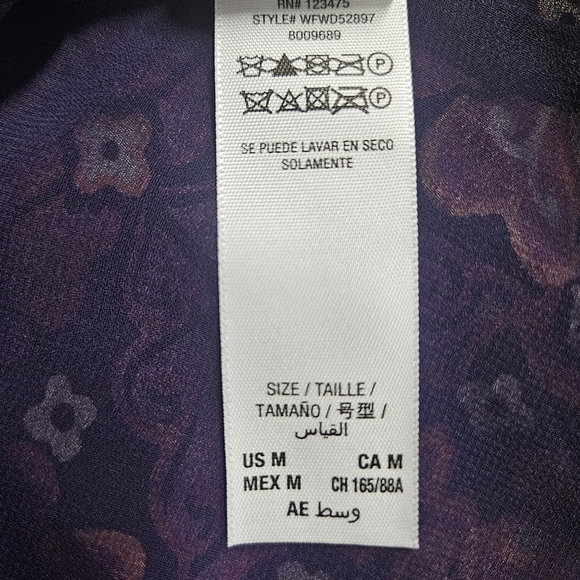 RN# 123475
STYLE# WFWD52897
8009689
P
P
SE PUEDE LAVAR EN SECO
SOLAMENTE
SIZE / TAILLE /
TAMAÑO / 号型 /
القياس
US M CA M
MEX M CH 165/88A
AE وسط